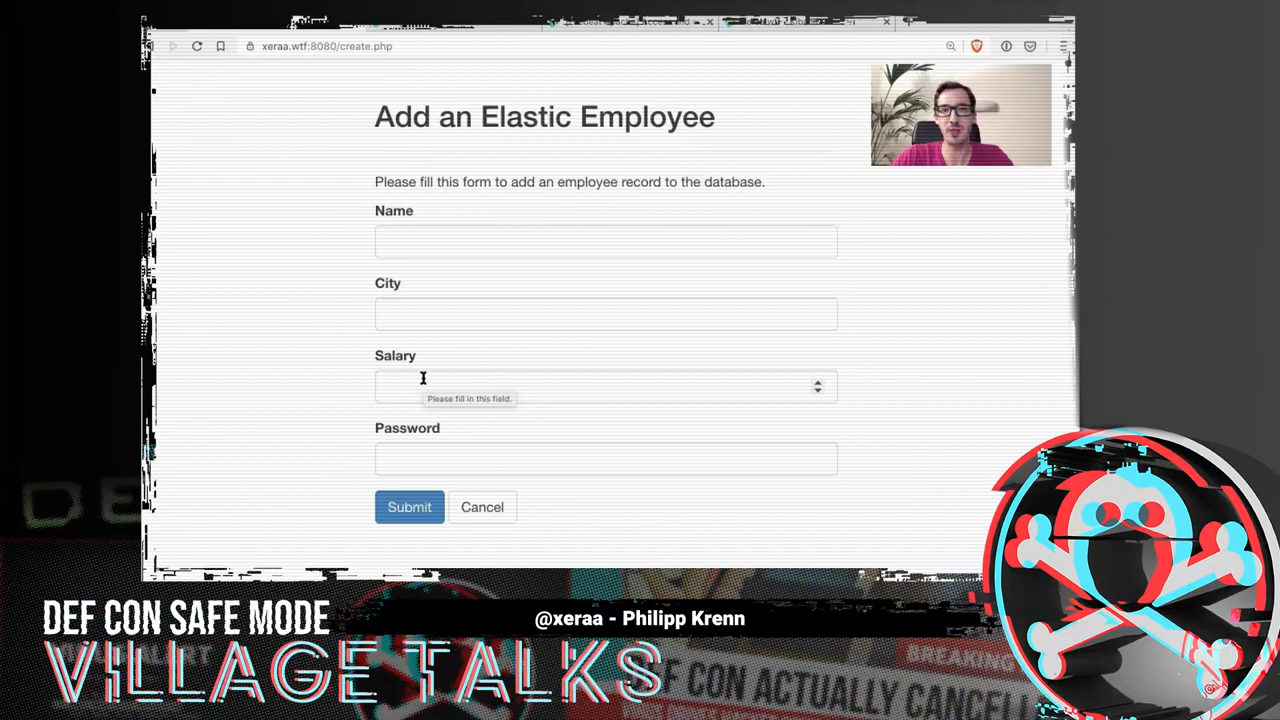 xeraa.wtf:8080/create.php
Add an Elastic Employee
Please fill this form to add an employee record to the database.
Name
City
Salary
Please fill in this field.
Password
Submit
Cancel
@xeraa - Philipp Krenn
DEF CON SAFE MODE
VILLAGE TALKS
BREAKING
F CON ACTUALLY CANCELL